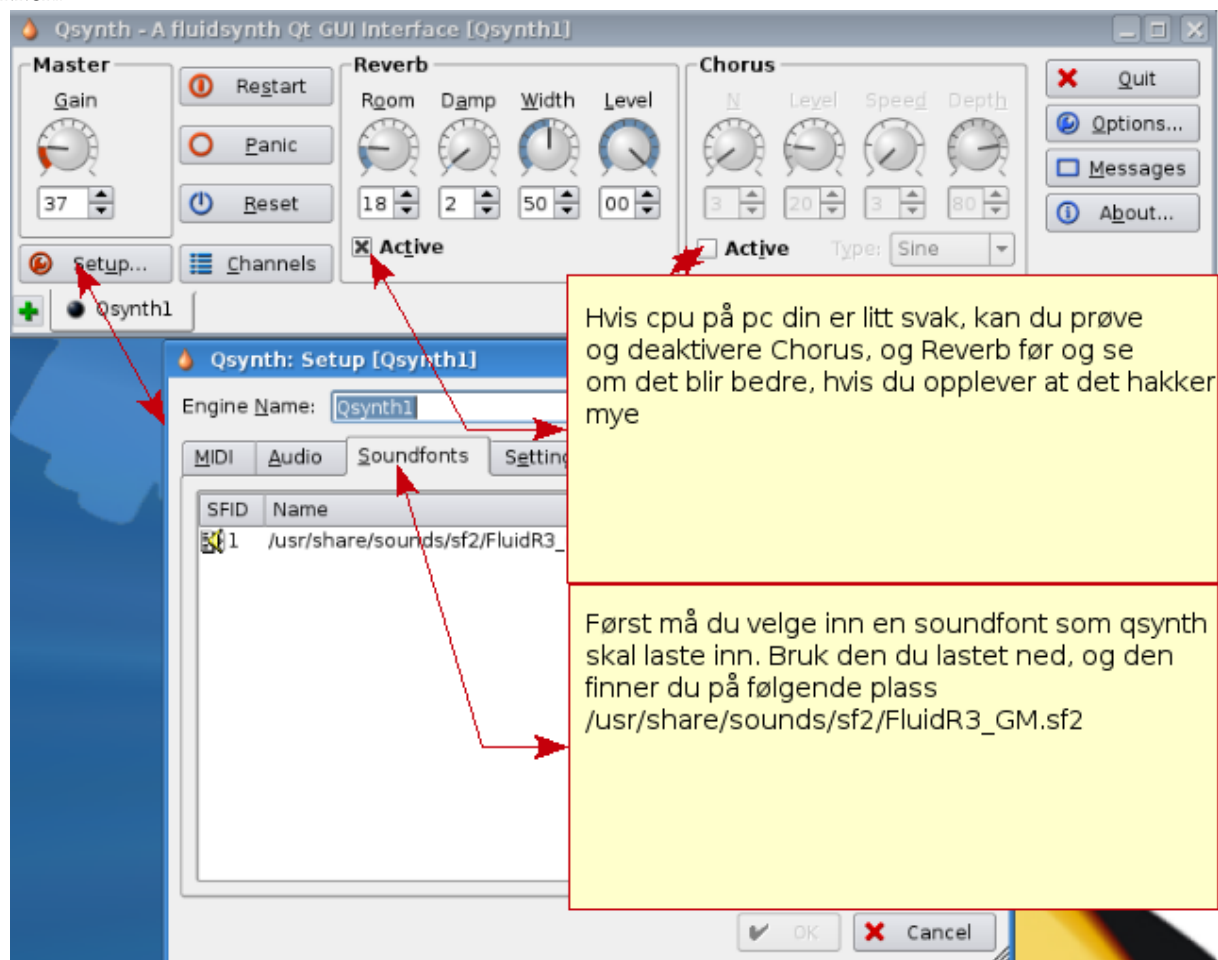 Qsynth - A fluidsynth Qt GUI Interface [Qsynth1]
Master
Gain
37
Setup...
Restart
Panic
Reset
Channels
Reverb
Room Damp Width Level
18 2 50 00
Active
Chorus
N Level Speed Depth
3 20 3 80
Active Type: Sine
Quit
Options...
Messages
About...
Qsynth1
Hvis cpu på pc din er litt svak, kan du prøve
og deaktivere Chorus, og Reverb før og se
om det blir bedre, hvis du opplever at det hakker
mye
Qsynth: Setup [Qsynth1]
Engine Name: Qsynth1
MIDI Audio Soundfonts Setting
SFID Name
1 /usr/share/sounds/sf2/FluidR3_
Først må du velge inn en soundfont som qsynth
skal laste inn. Bruk den du lastet ned, og den
finner du på følgende plass
/usr/share/sounds/sf2/FluidR3_GM.sf2
OK Cancel